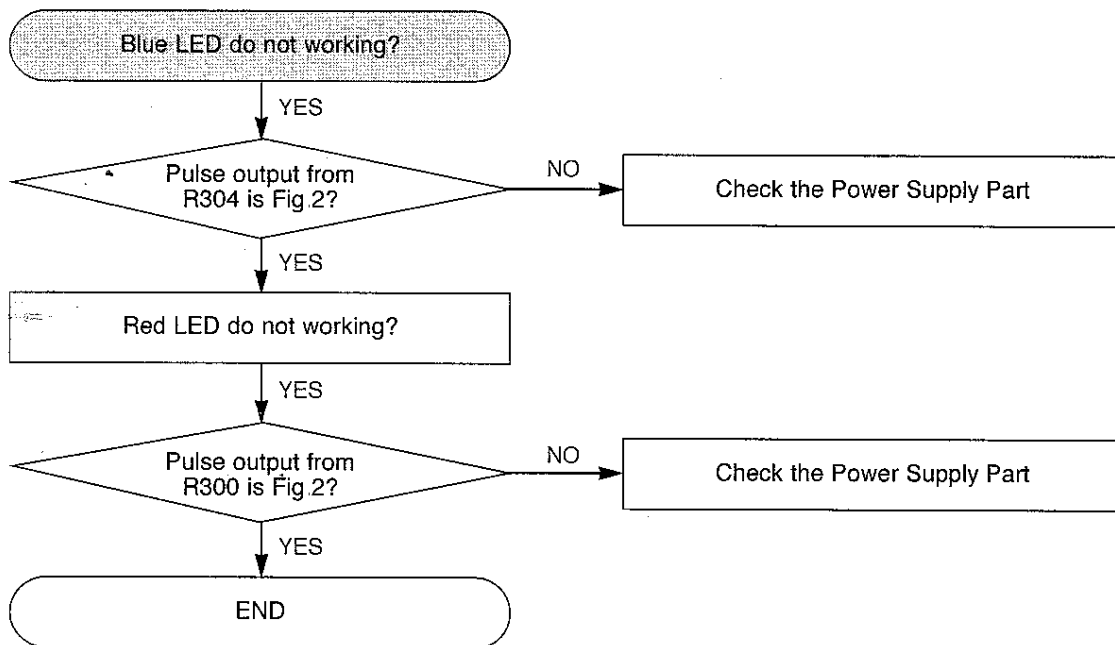 Blue LED do not working?
YES
Pulse output from
R304 is Fig.2?
NO
Check the Power Supply Part
YES
Red LED do not working?
YES
Pulse output from
R300 is Fig.2?
NO
Check the Power Supply Part
YES
END